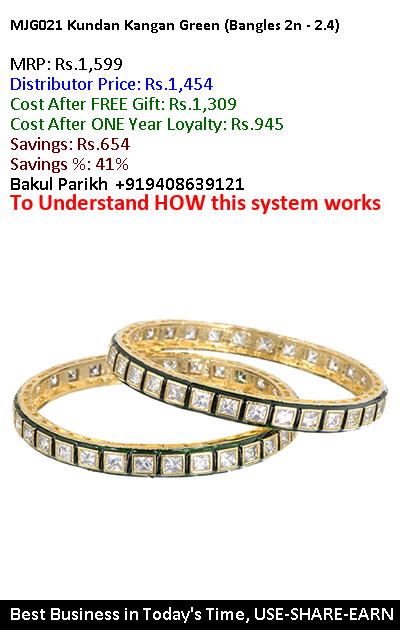 MJG021 Kundan Kangan Green (Bangles 2n - 2.4)
MRP: Rs.1,599
Distributor Price: Rs.1,454
Cost After FREE Gift: Rs.1,309
Cost After ONE Year Loyalty: Rs.945
Savings: Rs.654
Savings %: 41%
Bakul Parikh +919408639121
To Understand HOW this system works
Best Business in Today's Time, USE-SHARE-EARN